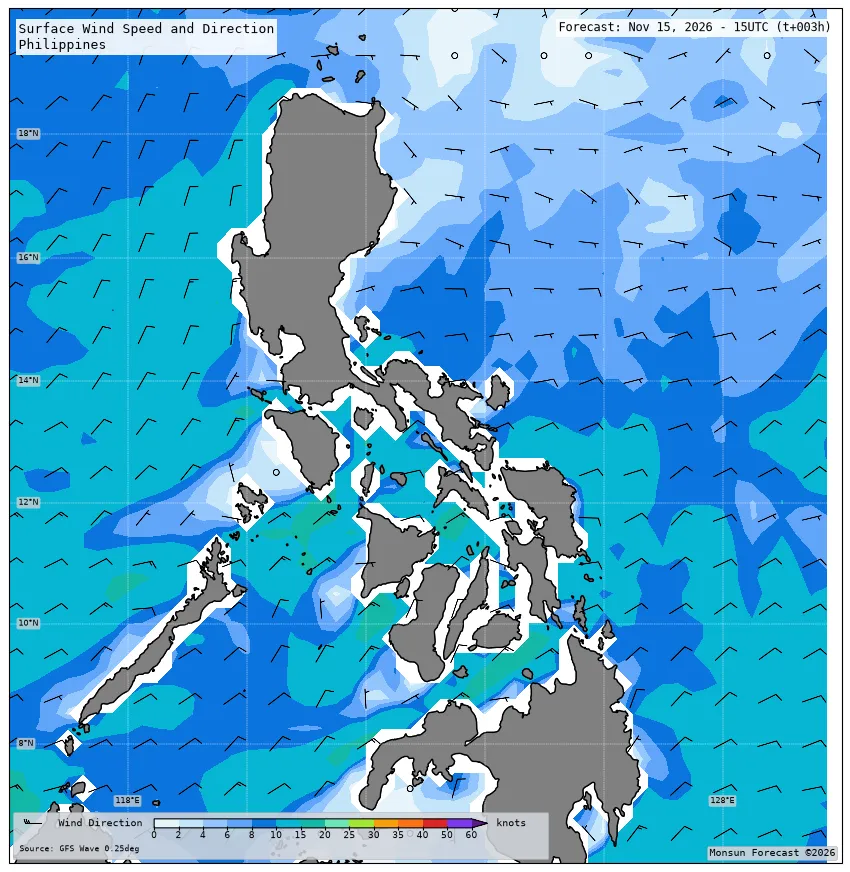 Surface Wind Speed and Direction
Philippines
Forecast: Nov 15, 2026 - 15UTC (t+003h)
18°N
16°N
14°N
12°N
10°N
8°N
118°E
128°E
Wind Direction
knots
0 2 4 6 8 10 15 20 25 30 35 40 50 60
Source: GFS Wave 0.25deg
Monsun Forecast ©2026